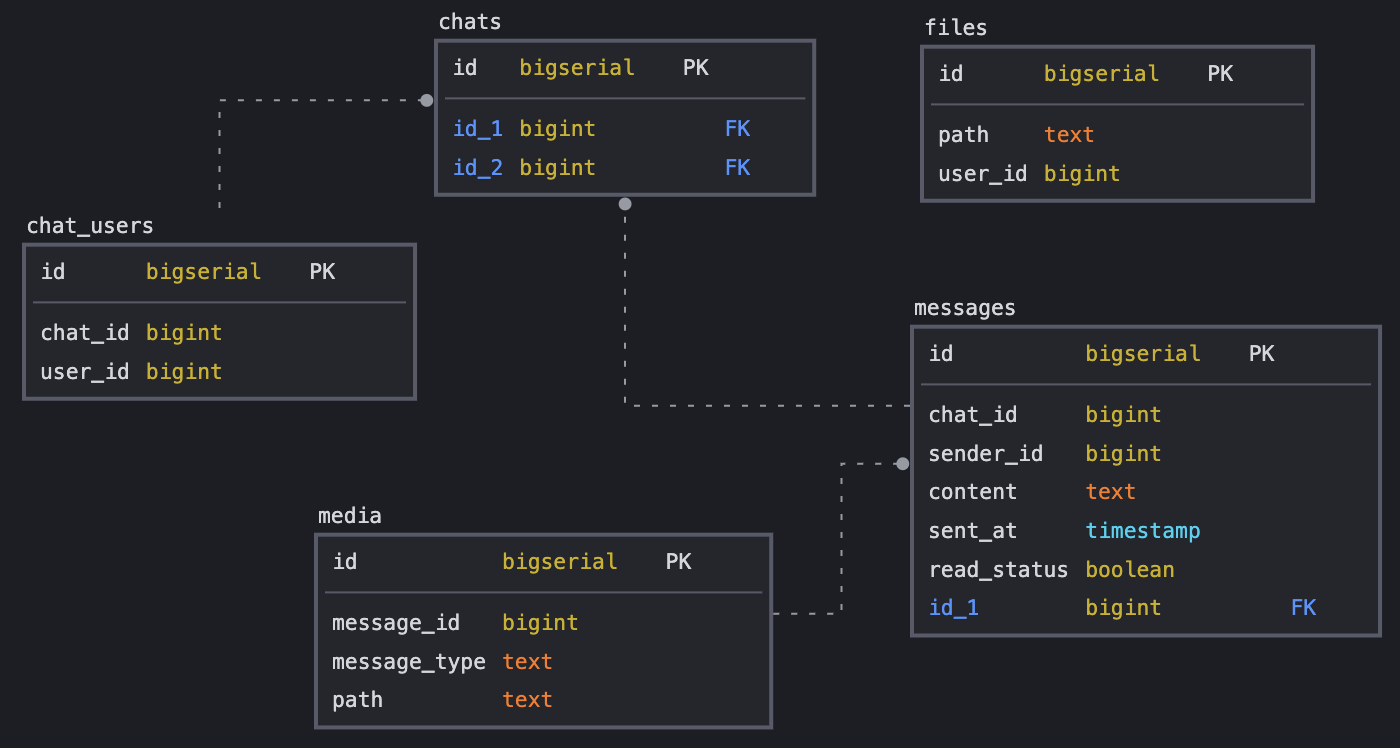 chats
id bigserial PK
id_1 bigint FK
id_2 bigint FK
files
id bigserial PK
path text
user_id bigint
chat_users
id bigserial PK
chat_id bigint
user_id bigint
messages
id bigserial PK
chat_id bigint
sender_id bigint
content text
sent_at timestamp
read_status boolean
id_1 bigint FK
media
id bigserial PK
message_id bigint
message_type text
path text